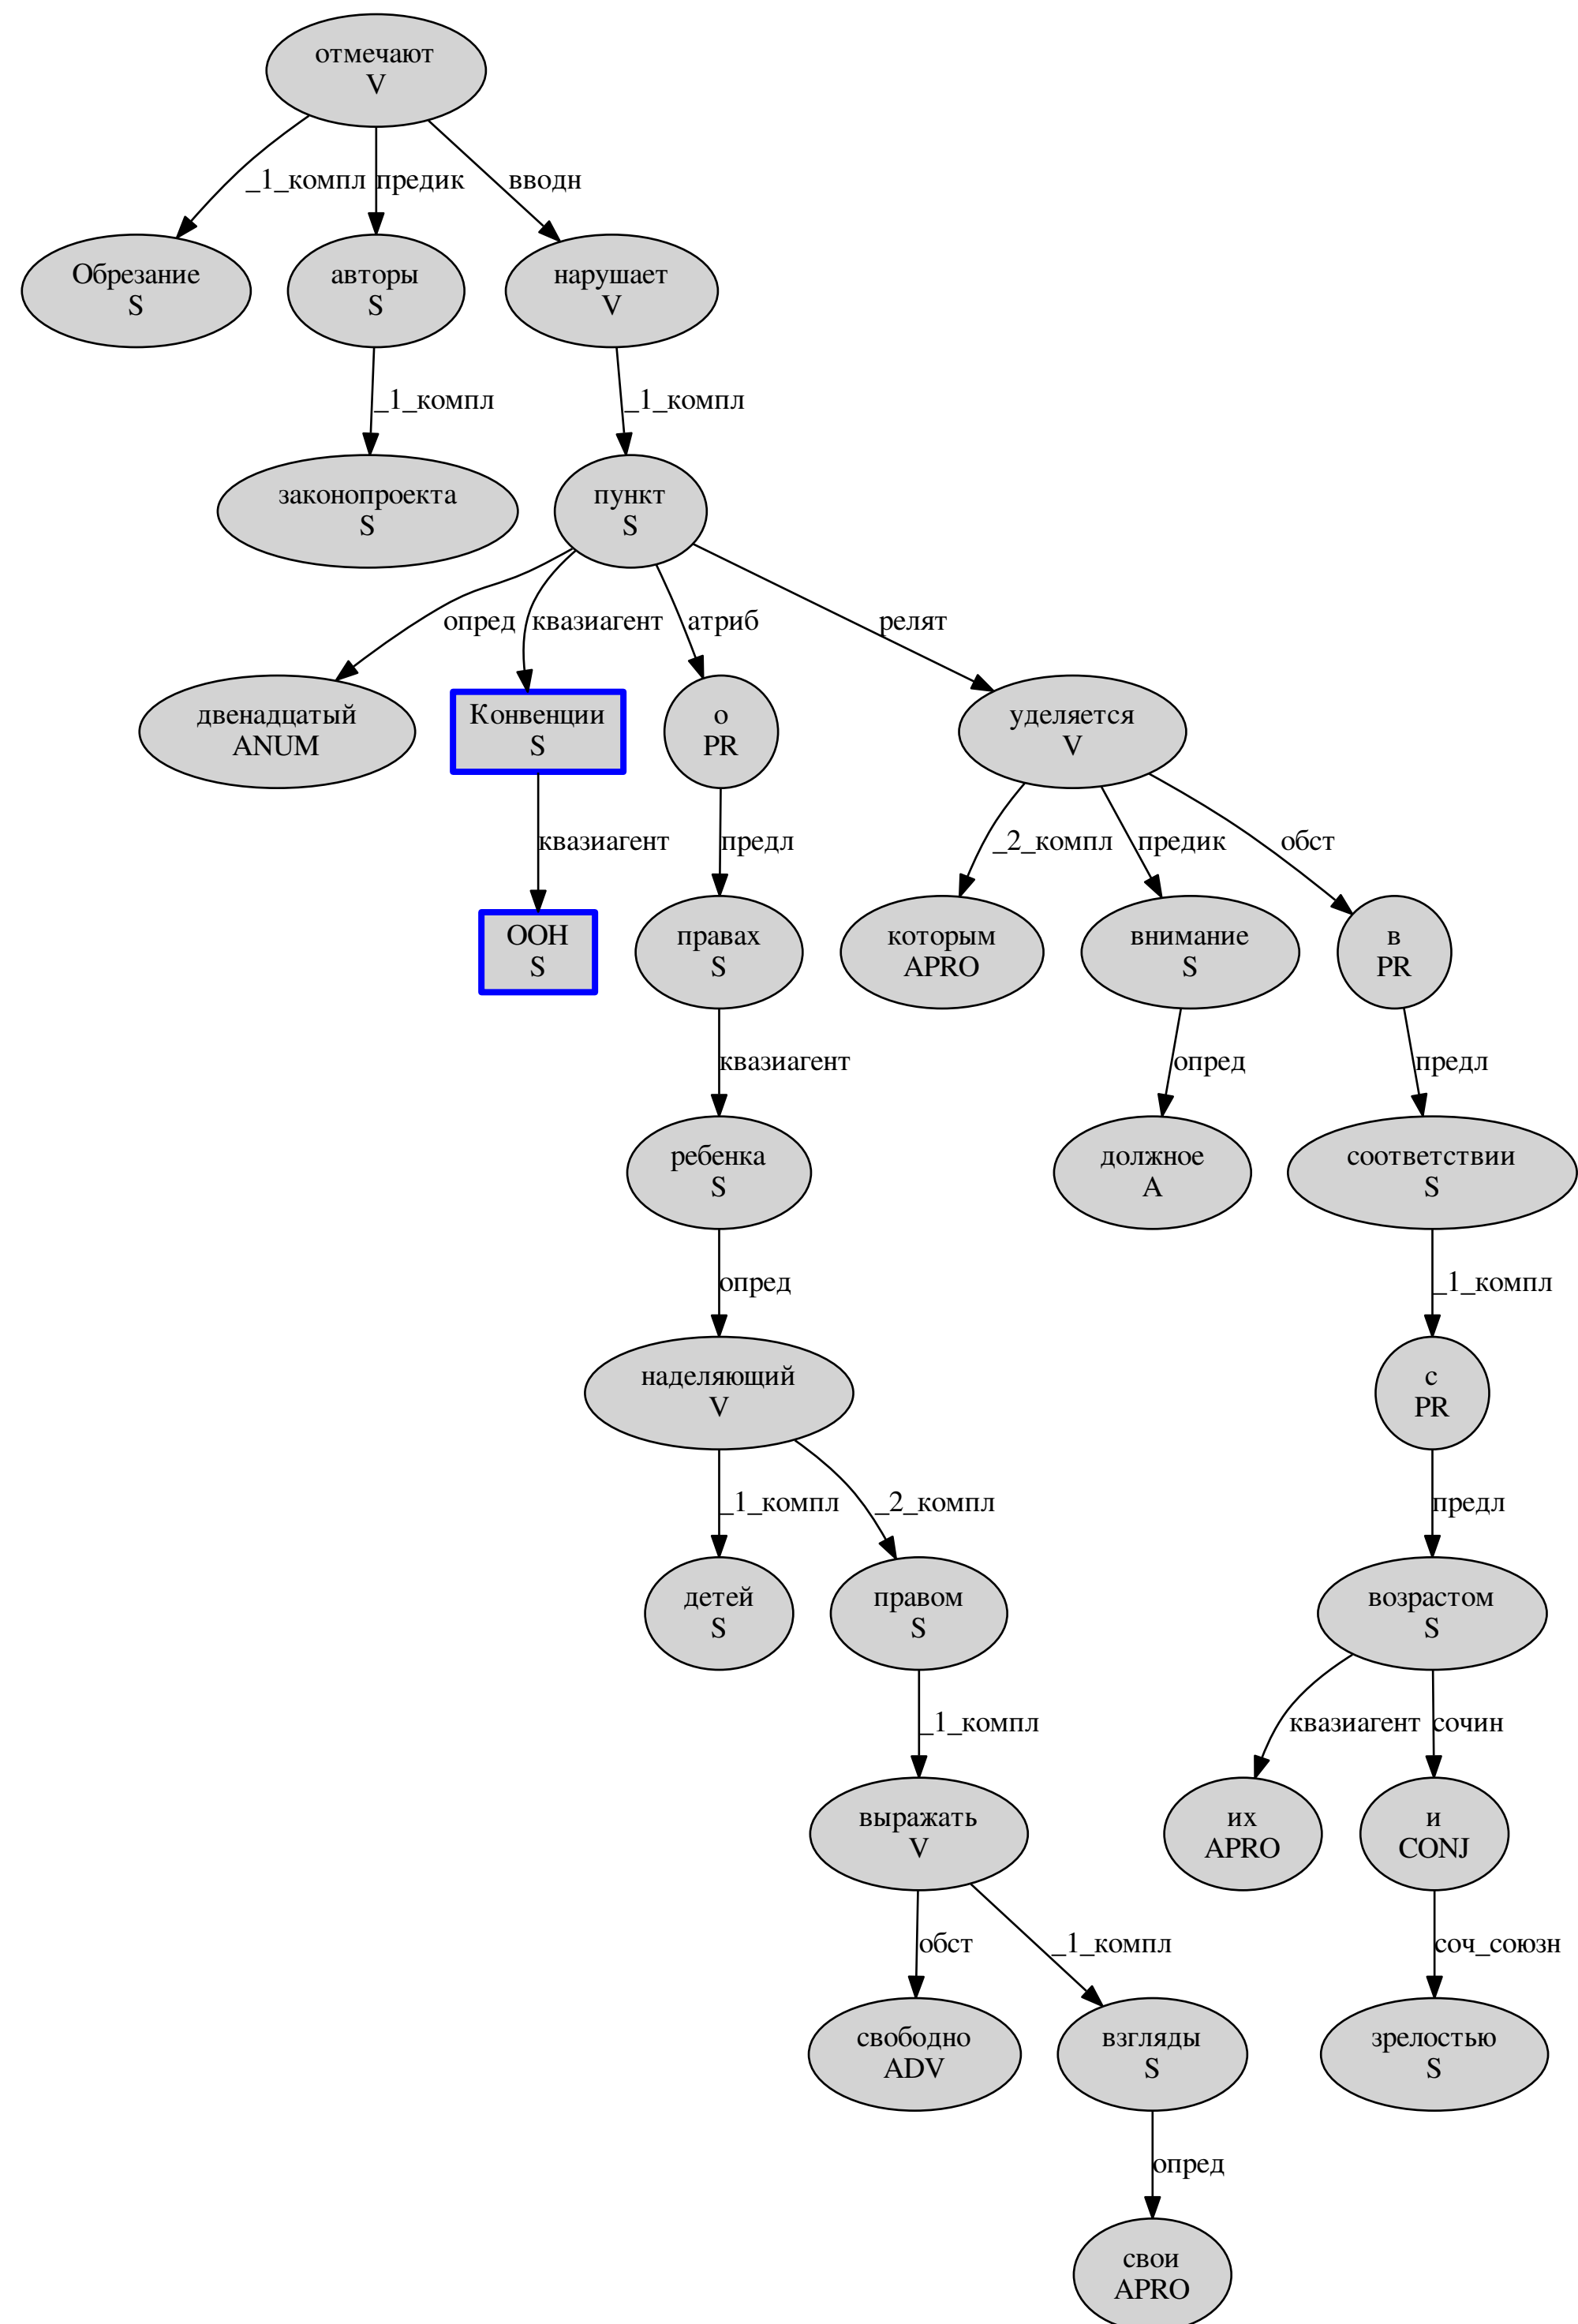 отмечают
V
_1_компл
предик
вводн
Обрезание
S
авторы
S
нарушает
V
_1_компл
_1_компл
законопроекта
S
пункт
S
опред
квазиагент
атриб
релят
двенадцатый
ANUM
Конвенции
S
о
PR
уделяется
V
квазиагент
предл
_2_компл
предик
обст
ООН
S
правах
S
которым
APRO
внимание
S
в
PR
квазиагент
опред
предл
ребенка
S
должное
A
соответствии
S
опред
_1_компл
наделяющий
V
с
PR
_1_компл
_2_компл
предл
детей
S
правом
S
возрастом
S
_1_компл
квазиагент
сочин
выражать
V
их
APRO
и
CONJ
обст
_1_компл
соч_союзн
свободно
ADV
взгляды
S
зрелостью
S
опред
свои
APRO